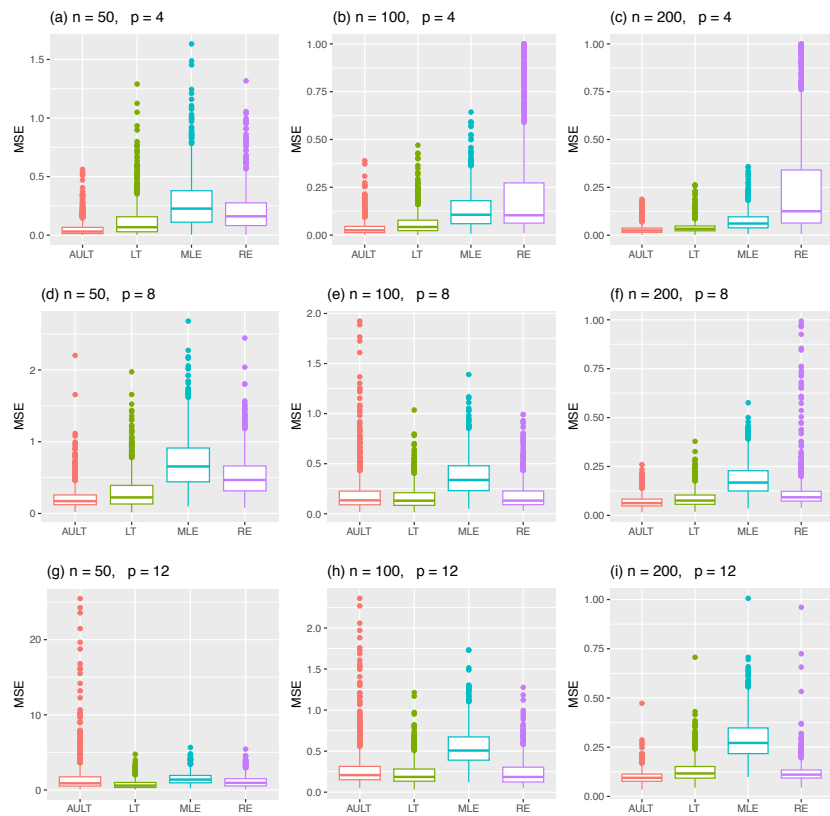 (a) n = 50, p = 4
(b) n = 100, p = 4
(c) n = 200, p = 4
MSE
1.5
1.0
0.5
0.0
AULT LT MLE RE
MSE
1.00
0.75
0.50
0.25
0.00
AULT LT MLE RE
MSE
1.00
0.75
0.50
0.25
0.00
AULT LT MLE RE
(d) n = 50, p = 8
(e) n = 100, p = 8
(f) n = 200, p = 8
MSE
2
1
0
AULT LT MLE RE
MSE
2.0
1.5
1.0
0.5
0.0
AULT LT MLE RE
MSE
1.00
0.75
0.50
0.25
0.00
AULT LT MLE RE
(g) n = 50, p = 12
(h) n = 100, p = 12
(i) n = 200, p = 12
MSE
20
10
0
AULT LT MLE RE
MSE
2.0
1.5
1.0
0.5
0.0
AULT LT MLE RE
MSE
1.00
0.75
0.50
0.25
0.00
AULT LT MLE RE